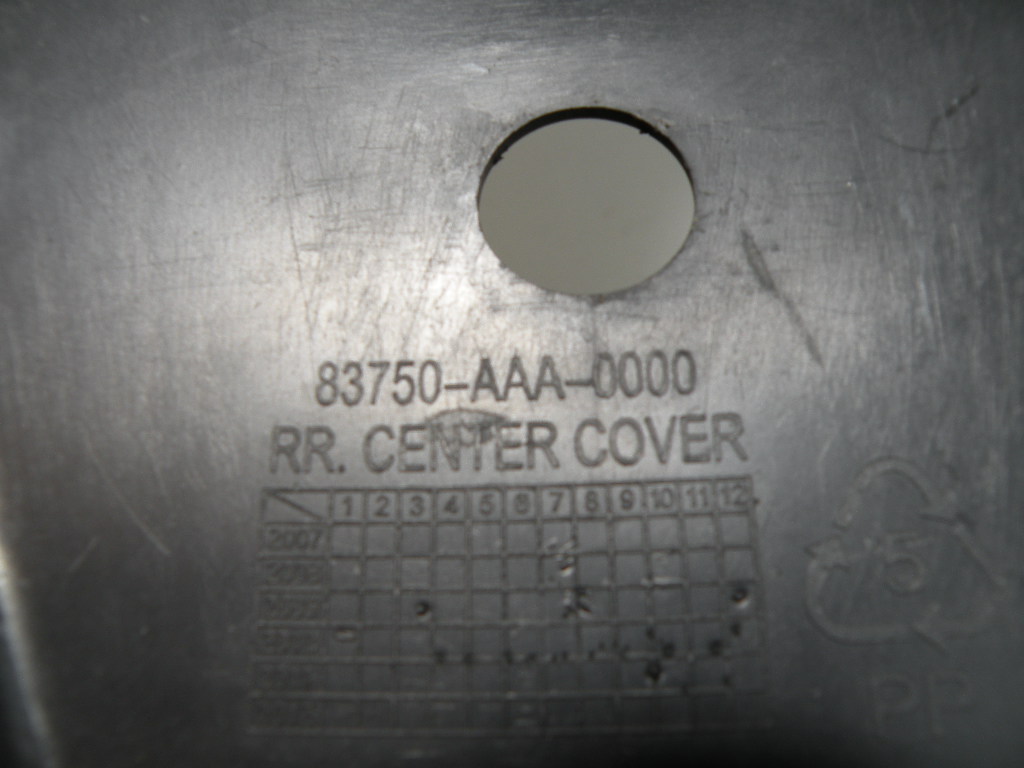 83750-AAA-0000
RR. CENTER COVER
1 2 3 4 5 6 7 8 9 10 11 12
2007
5
PP